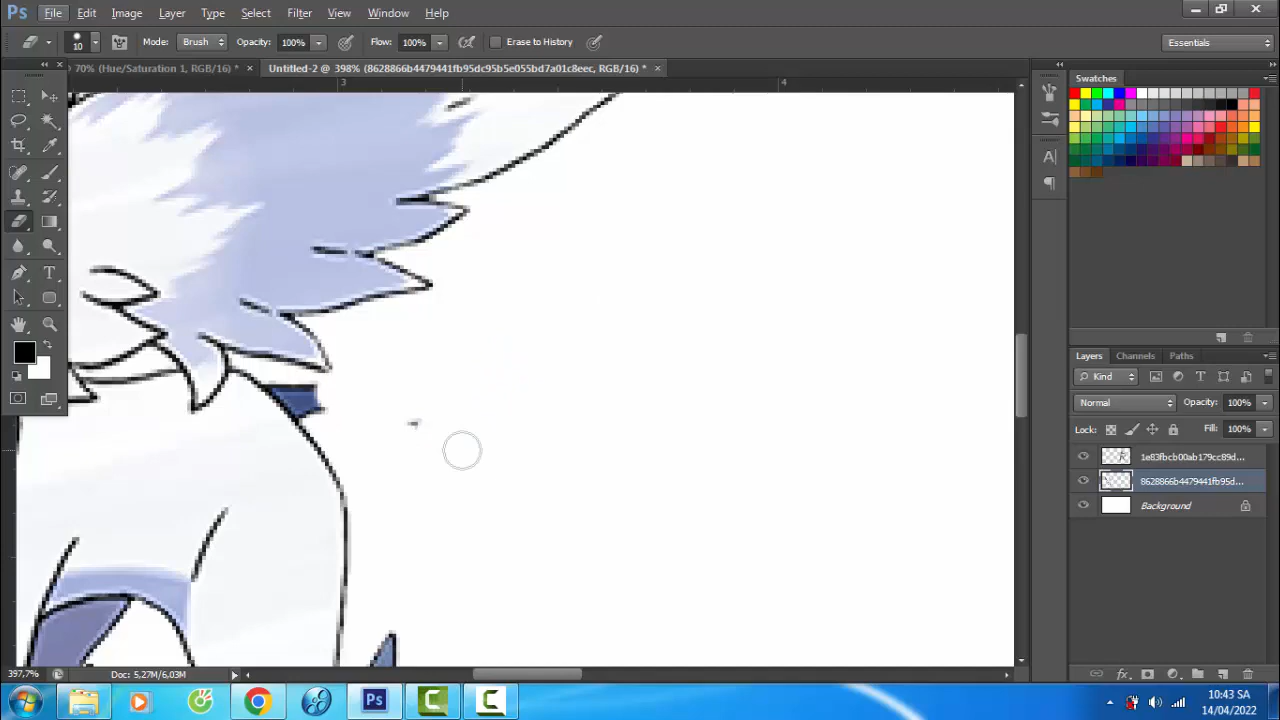 Ps File Edit Image Layer Type Select Filter View Window Help
10 Mode: Brush Opacity: 100% Flow: 100% Erase to History Essentials
70% (Hue/Saturation 1, RGB/16) * × Untitled-2 @ 398% (8628866b4479441fb95dc95b5e055bd7a01c8eec, RGB/16) * ×
3 4
Swatches
Layers Channels Paths
Kind
Normal Opacity: 100%
Lock: Fill: 100%
1e83fbcb00ab179cc89d...
8628866b4479441fb95d...
Background
397,7% Doc: 5,27M/6,03M
Ps
10:43 SA
14/04/2022